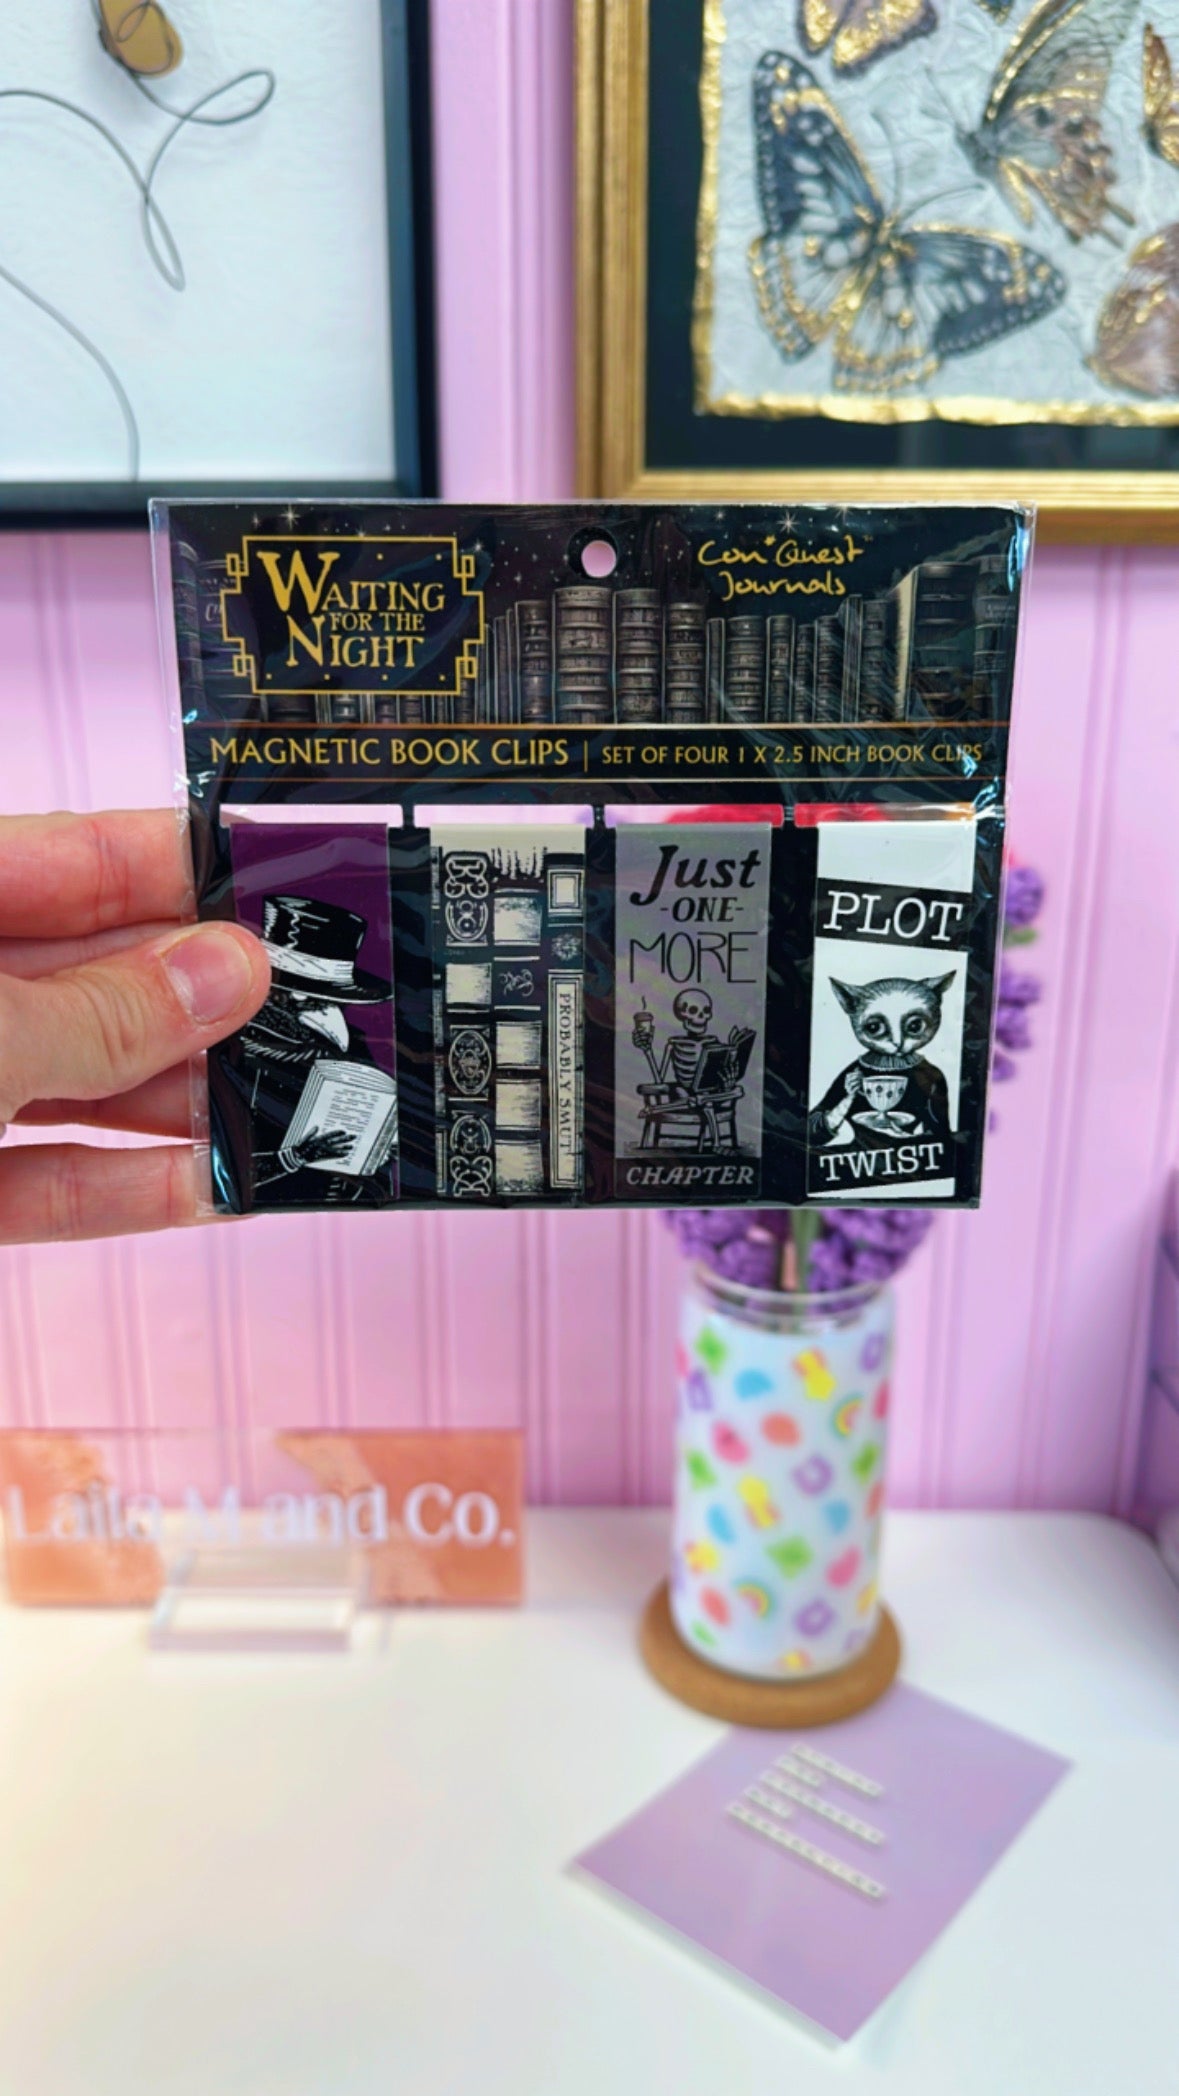 WAITING
FOR THE
NIGHT
Con"Quest"
Journals
MAGNETIC BOOK CLIPS | SET OF FOUR 1 X 2.5 INCH BOOK CLIPS
PROBABLY SMUT
Just
-ONE-
MORE
CHAPTER
PLOT
TWIST
Laila M and Co.